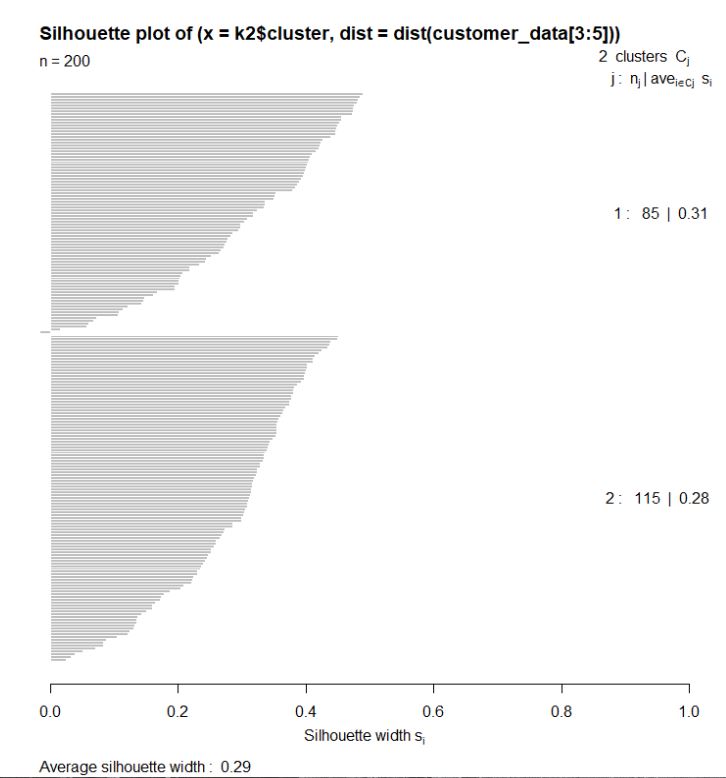 Silhouette plot of (x = k2$cluster, dist = dist(customer_data[3:5]))
n = 200
2 clusters Cj
j : nj | avei∈Cj si
1 : 85 | 0.31
2 : 115 | 0.28
0.0 0.2 0.4 0.6 0.8 1.0
Silhouette width si
Average silhouette width : 0.29